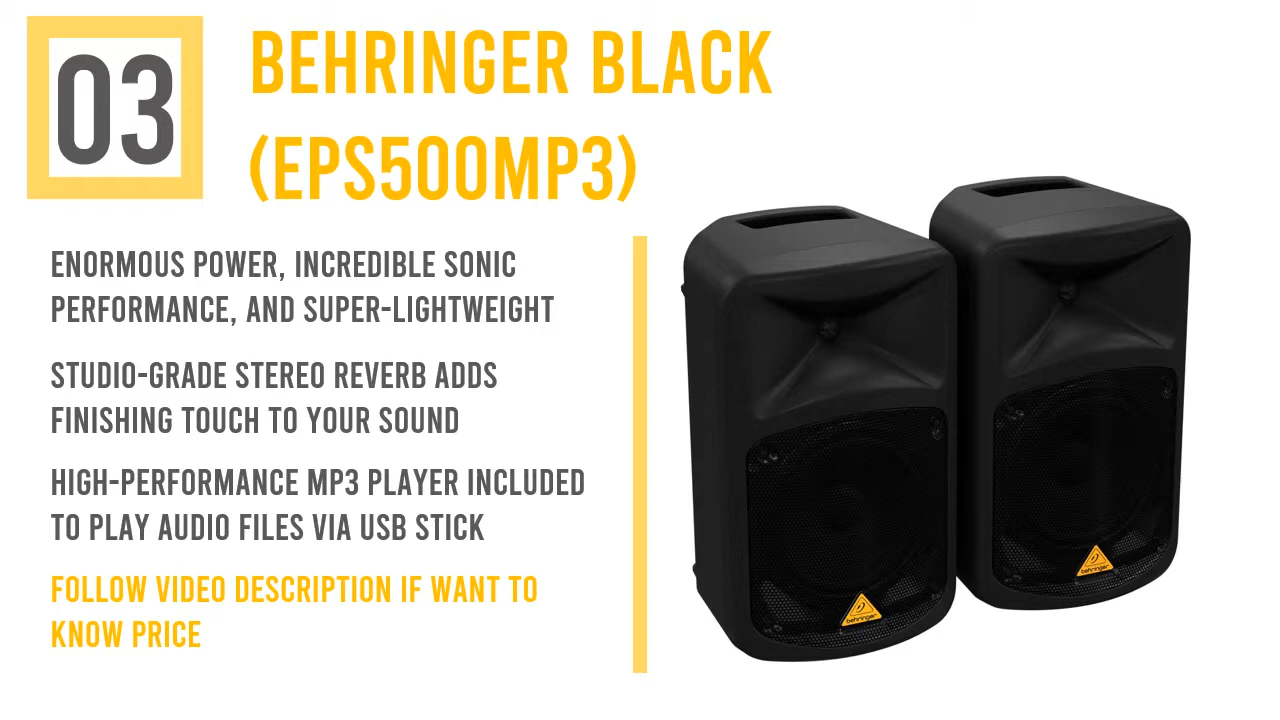 03
BEHRINGER BLACK
(EPS500MP3)
ENORMOUS POWER, INCREDIBLE SONIC
PERFORMANCE, AND SUPER-LIGHTWEIGHT
STUDIO-GRADE STEREO REVERB ADDS
FINISHING TOUCH TO YOUR SOUND
HIGH-PERFORMANCE MP3 PLAYER INCLUDED
TO PLAY AUDIO FILES VIA USB STICK
FOLLOW VIDEO DESCRIPTION IF WANT TO
KNOW PRICE
behringer
behringer